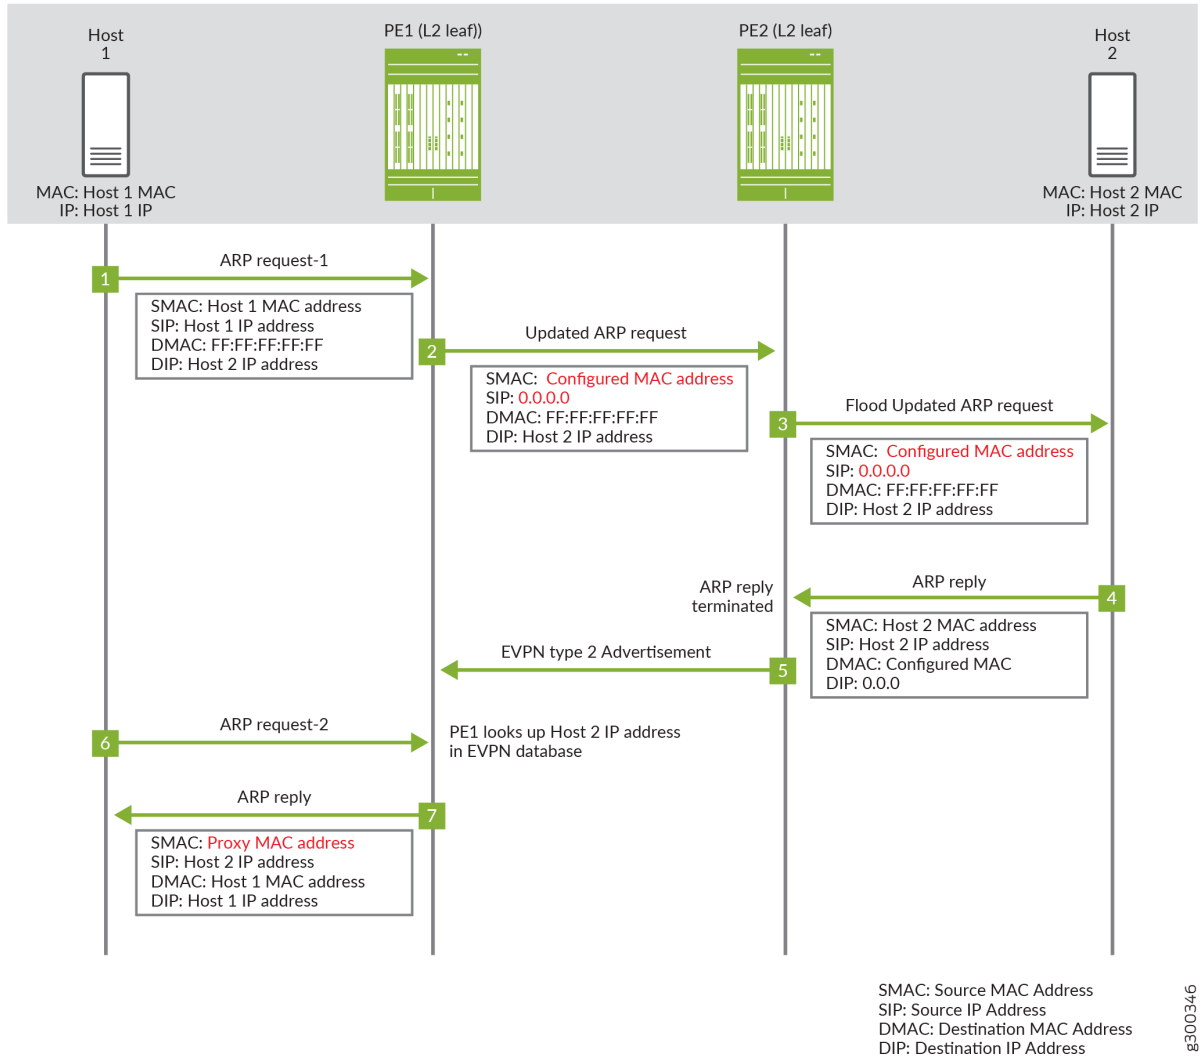 Host
1
PE1 (L2 leaf))
PE2 (L2 leaf)
Host
2
MAC: Host 1 MAC
IP: Host 1 IP
MAC: Host 2 MAC
IP: Host 2 IP
1
ARP request-1
SMAC: Host 1 MAC address
SIP: Host 1 IP address
DMAC: FF:FF:FF:FF:FF
DIP: Host 2 IP address
2
Updated ARP request
SMAC: Configured MAC address
SIP: 0.0.0.0
DMAC: FF:FF:FF:FF:FF
DIP: Host 2 IP address
3
Flood Updated ARP request
SMAC: Configured MAC address
SIP: 0.0.0.0
DMAC: FF:FF:FF:FF:FF
DIP: Host 2 IP address
ARP reply
terminated
ARP reply
4
SMAC: Host 2 MAC address
SIP: Host 2 IP address
DMAC: Configured MAC
DIP: 0.0.0
EVPN type 2 Advertisement
5
6
ARP request-2
PE1 looks up Host 2 IP address
in EVPN database
ARP reply
7
SMAC: Proxy MAC address
SIP: Host 2 IP address
DMAC: Host 1 MAC address
DIP: Host 1 IP address
SMAC: Source MAC Address
SIP: Source IP Address
DMAC: Destination MAC Address
DIP: Destination IP Address
g300346